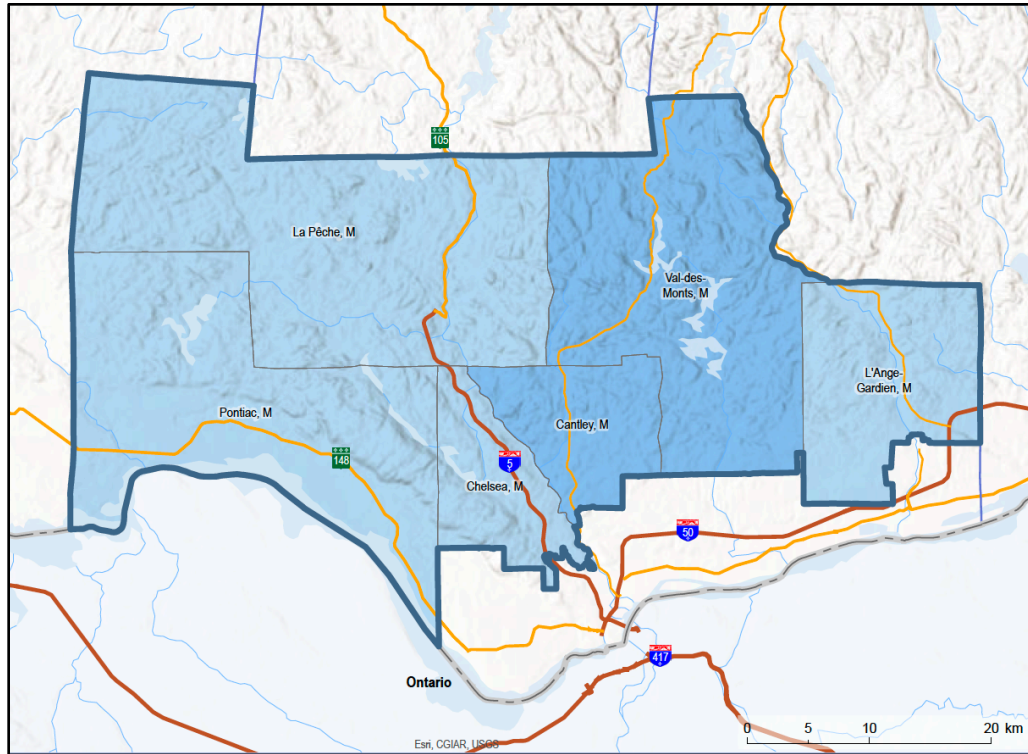 105
La Pêche, M
Val-des-
Monts, M
L'Ange-
Gardien, M
Pontiac, M
Cantley, M
148
5
Chelsea, M
50
417
Ontario
0 5 10 20 km
Esri, CGIAR, USGS